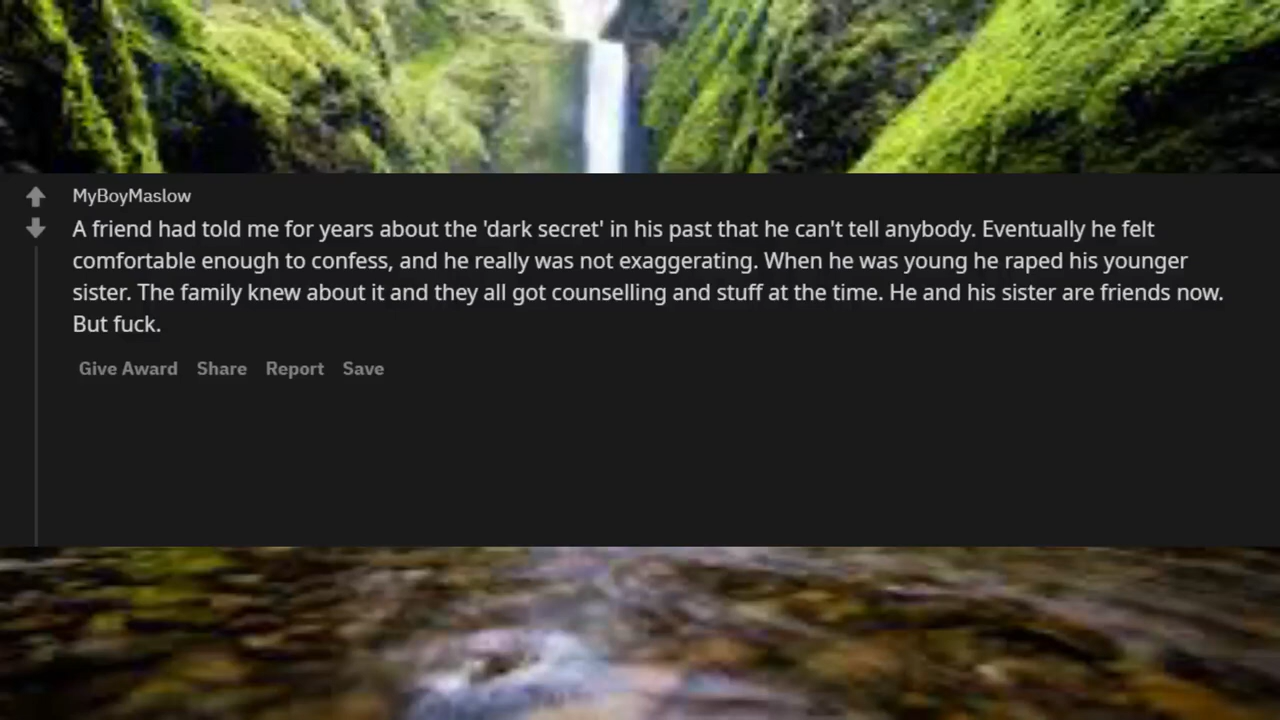 MyBoyMaslow
A friend had told me for years about the 'dark secret' in his past that he can't tell anybody. Eventually he felt
comfortable enough to confess, and he really was not exaggerating. When he was young he raped his younger
sister. The family knew about it and they all got counselling and stuff at the time. He and his sister are friends now.
But fuck.
Give Award Share Report Save